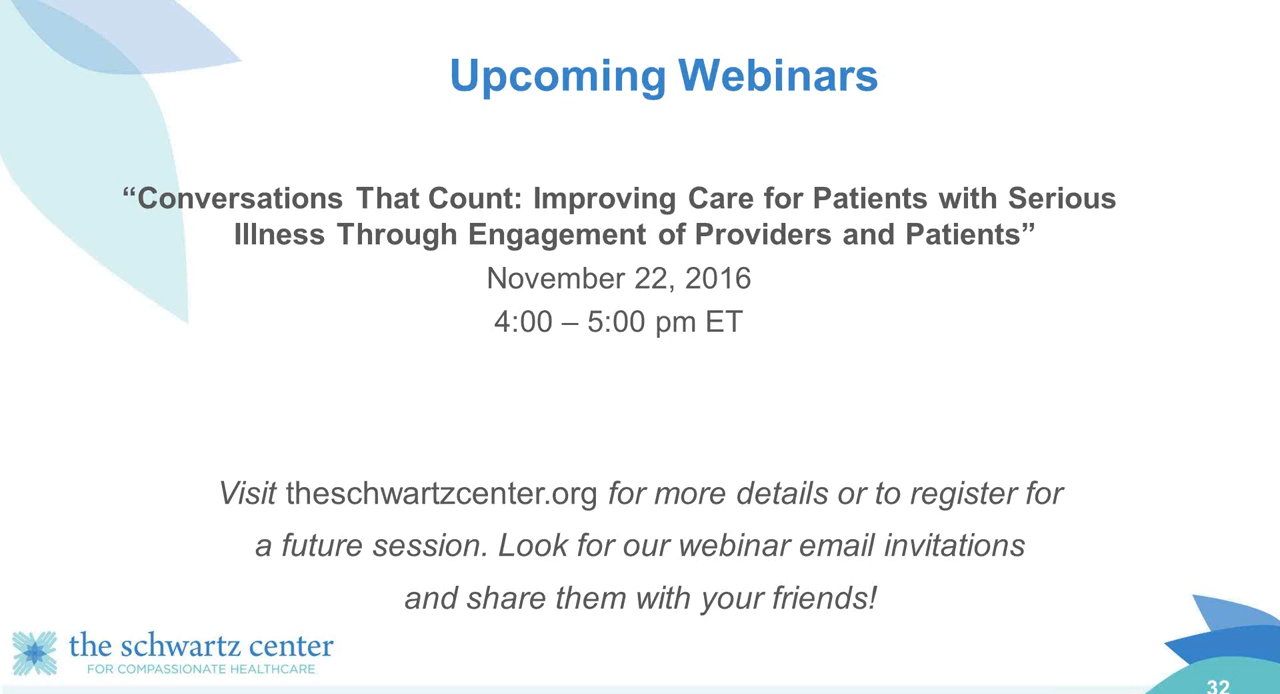 Upcoming Webinars
“Conversations That Count: Improving Care for Patients with Serious
Illness Through Engagement of Providers and Patients”
November 22, 2016
4:00 – 5:00 pm ET
Visit theschwartzcenter.org for more details or to register for
a future session. Look for our webinar email invitations
and share them with your friends!
the schwartz center
FOR COMPASSIONATE HEALTHCARE
32